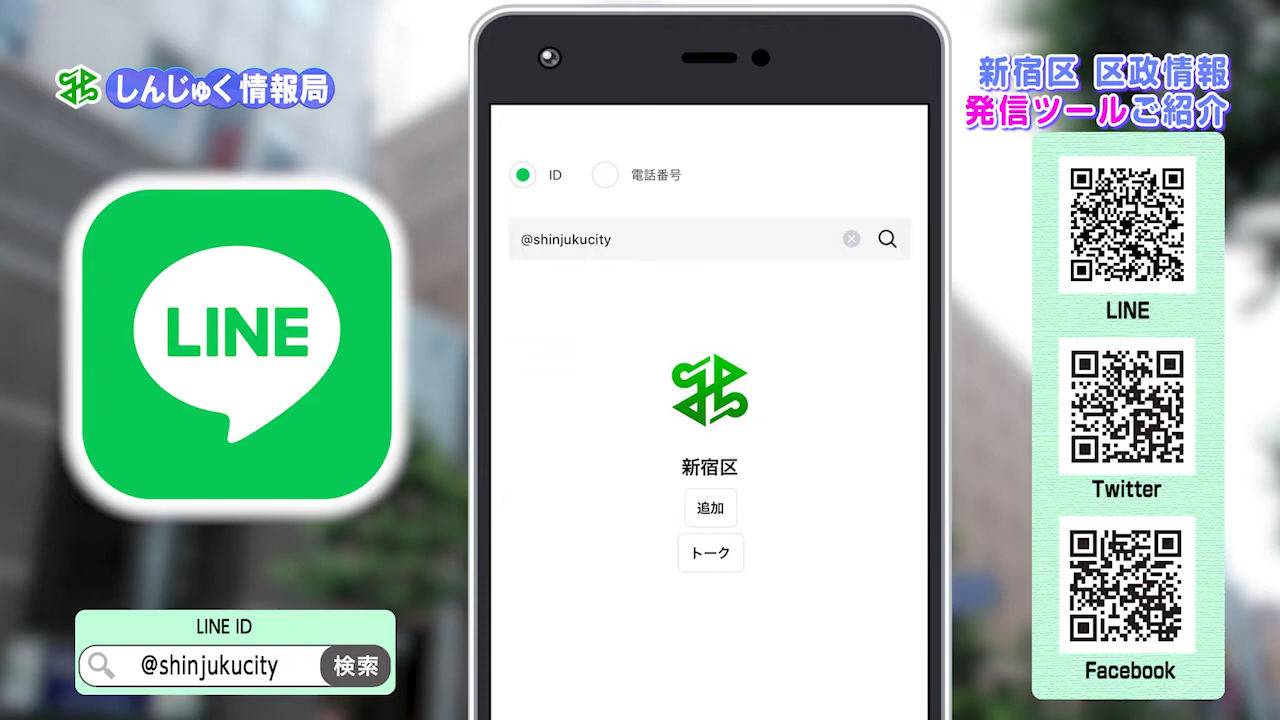 しんじゅく情報局
新宿区 区政情報
発信ツールご紹介
LINE
ID
電話番号
@shinjukucity
新宿区
追加
トーク
LINE ID
@shinjukucity
検索
LINE
Twitter
Facebook